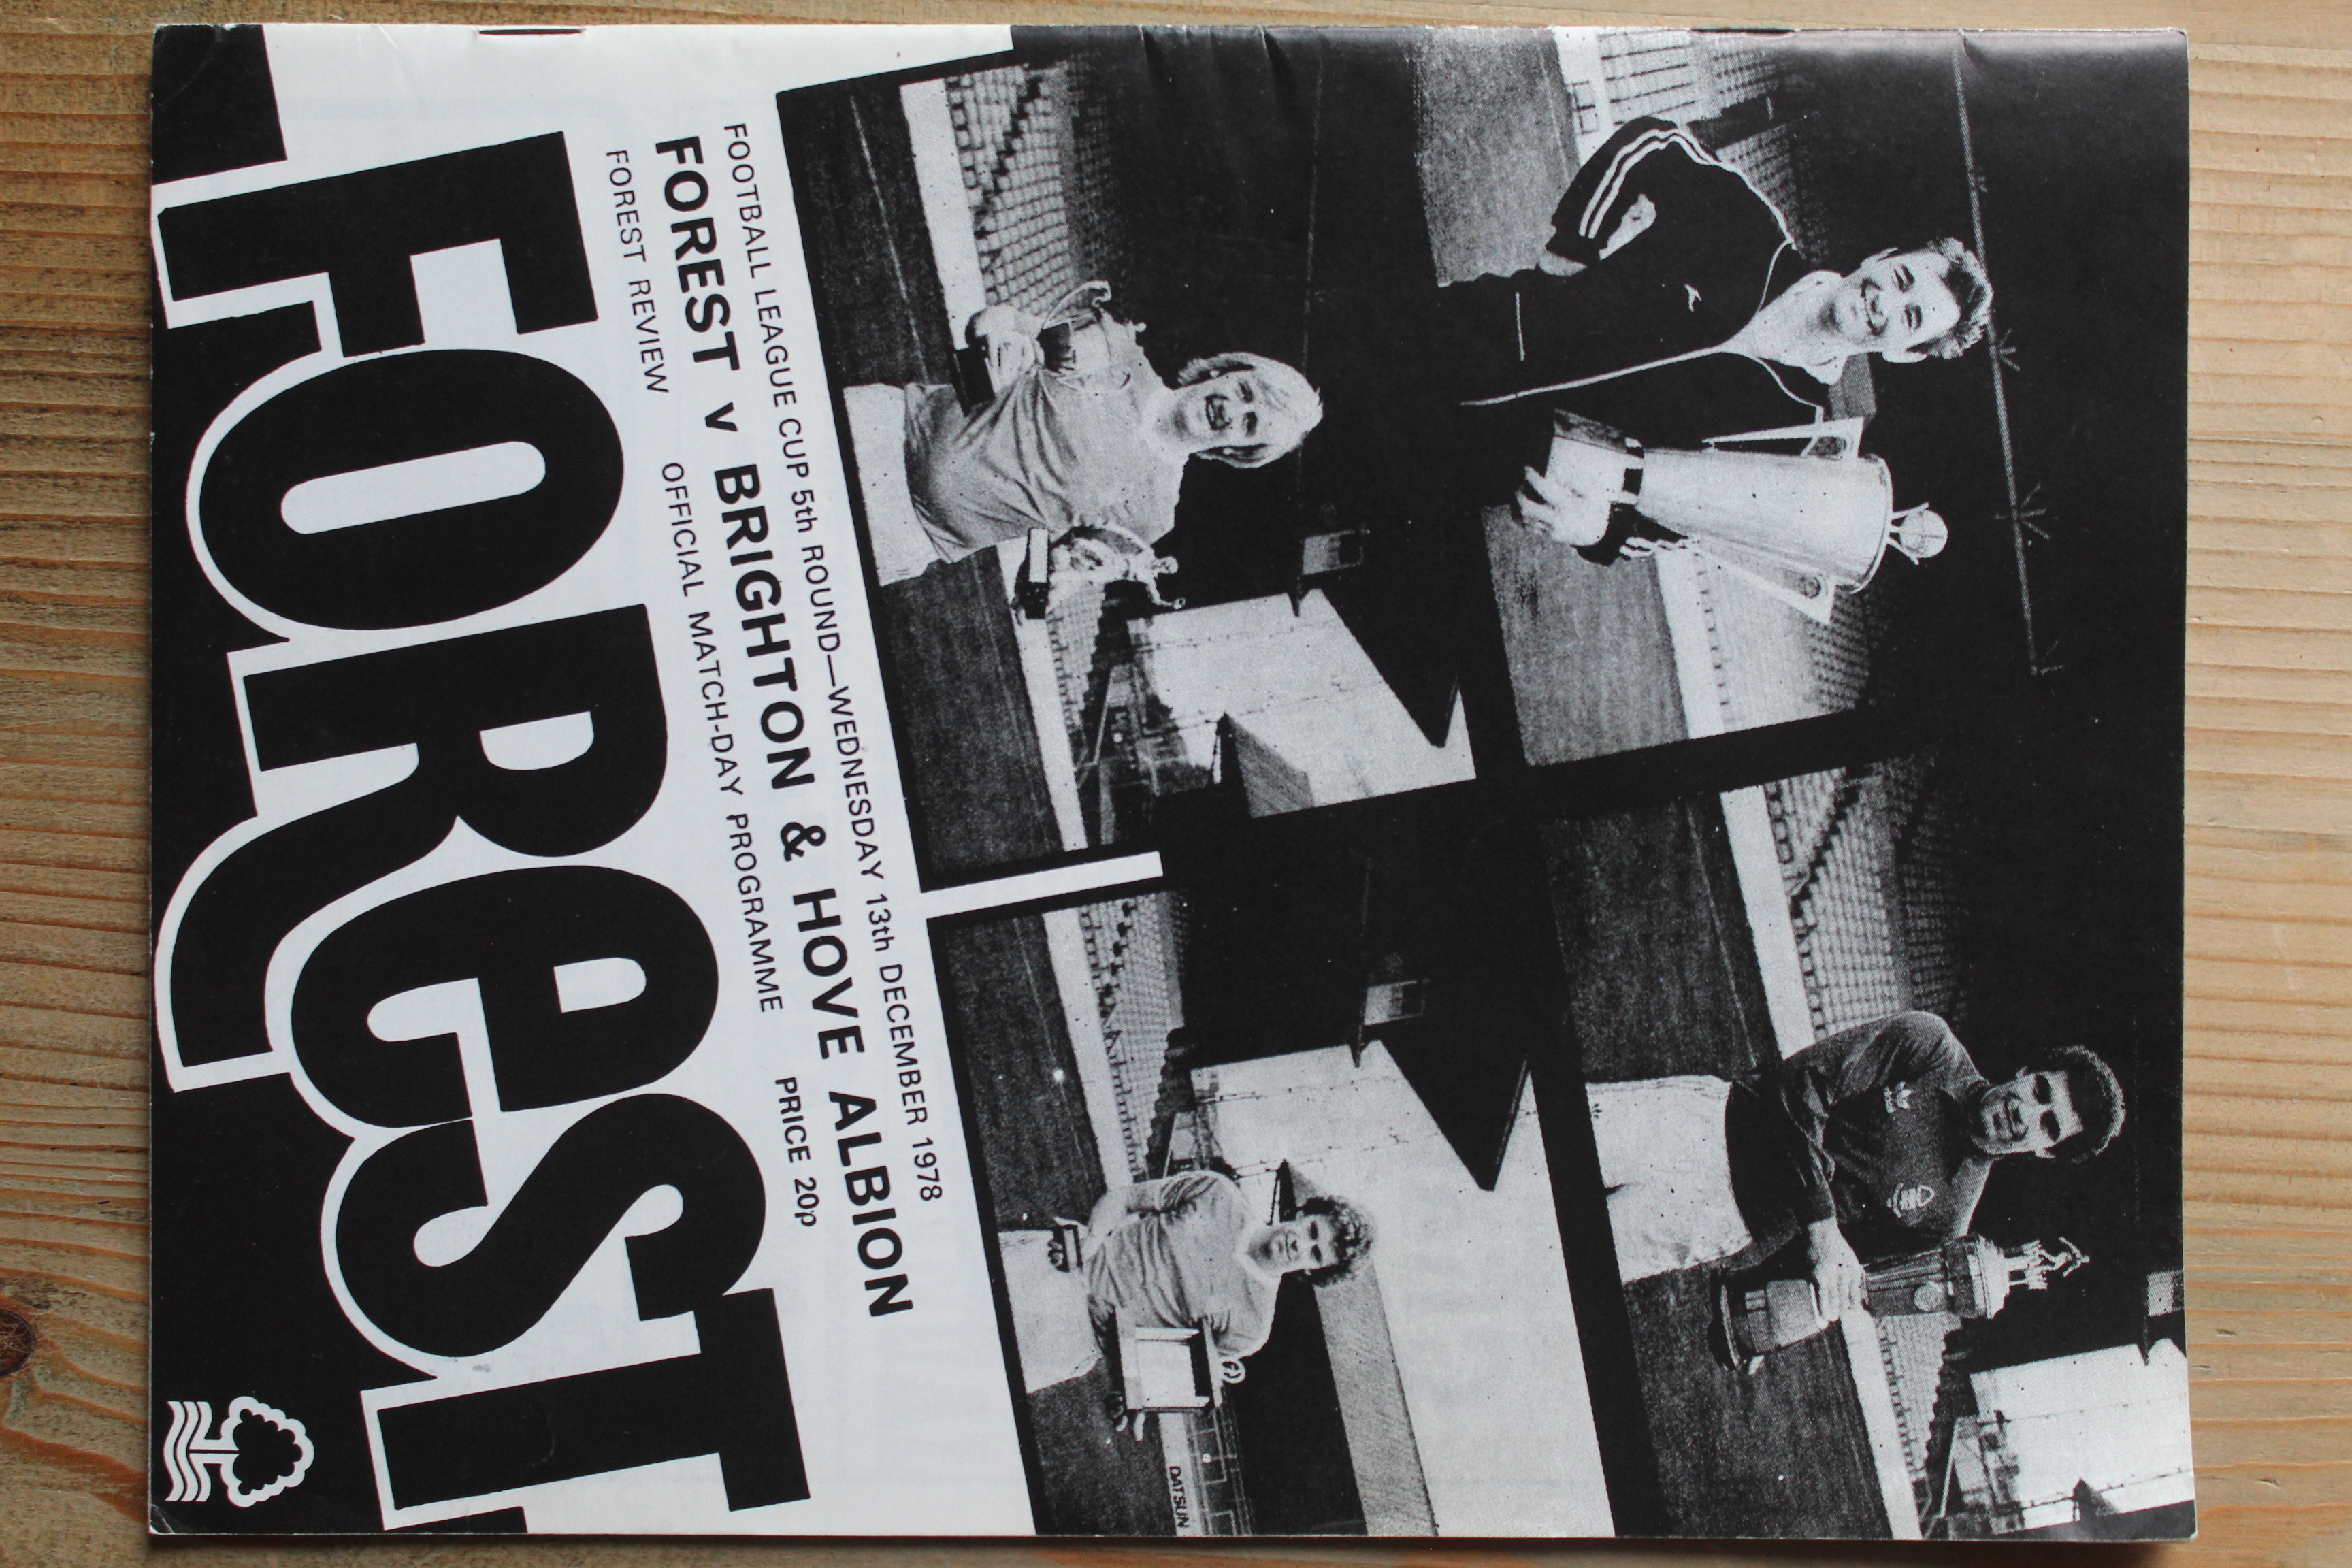 DATSUN
FOOTBALL LEAGUE CUP 5th ROUND—WEDNESDAY 13th DECEMBER 1978
FOREST v BRIGHTON & HOVE ALBION
FOREST REVIEW OFFICIAL MATCH-DAY PROGRAMME PRICE 20p
FOReST